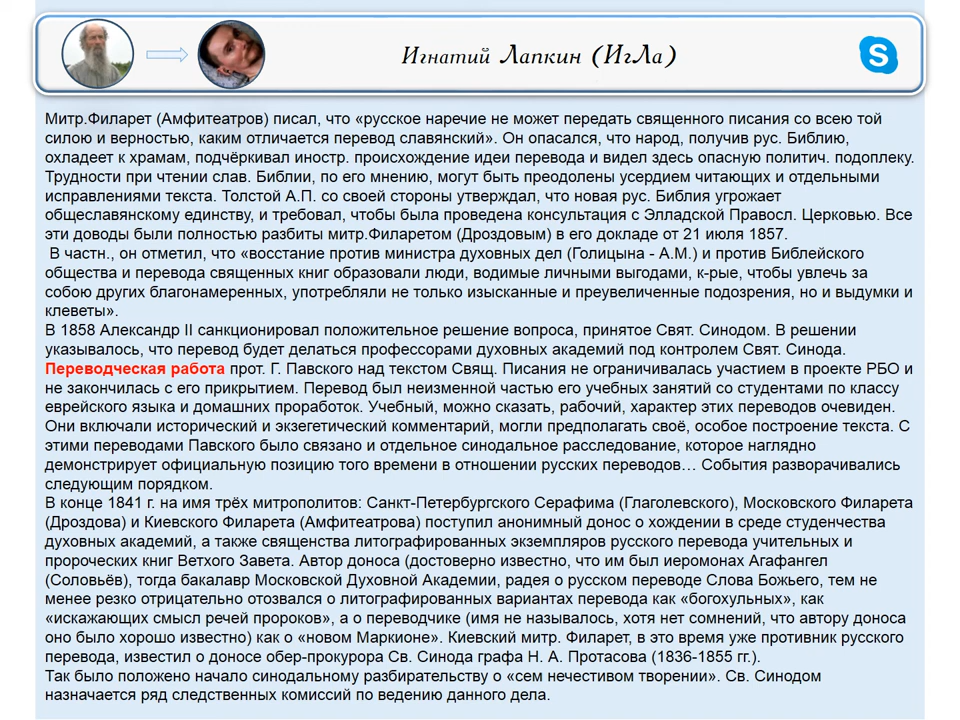 Игнатий Лапкин (ИгЛа)
S
Митр.Филарет (Амфитеатров) писал, что «русское наречие не может передать священного писания со всею той
силою и верностью, каким отличается перевод славянский». Он опасался, что народ, получив рус. Библию,
охладеет к храмам, подчёркивал иностр. происхождение идеи перевода и видел здесь опасную политич. подоплеку.
Трудности при чтении слав. Библии, по его мнению, могут быть преодолены усердием читающих и отдельными
исправлениями текста. Толстой А.П. со своей стороны утверждал, что новая рус. Библия угрожает
общеславянскому единству, и требовал, чтобы была проведена консультация с Элладской Правосл. Церковью. Все
эти доводы были полностью разбиты митр.Филаретом (Дроздовым) в его докладе от 21 июля 1857.
В частн., он отметил, что «восстание против министра духовных дел (Голицына - А.М.) и против Библейского
общества и перевода священных книг образовали люди, водимые личными выгодами, к-рые, чтобы увлечь за
собою других благонамеренных, употребляли не только изысканные и преувеличенные подозрения, но и выдумки и
клеветы».
В 1858 Александр II санкционировал положительное решение вопроса, принятое Свят. Синодом. В решении
указывалось, что перевод будет делаться профессорами духовных академий под контролем Свят. Синода.
Переводческая работа прот. Г. Павского над текстом Свящ. Писания не ограничивалась участием в проекте РБО и
не закончилась с его прикрытием. Перевод был неизменной частью его учебных занятий со студентами по классу
еврейского языка и домашних проработок. Учебный, можно сказать, рабочий, характер этих переводов очевиден.
Они включали исторический и экзегетический комментарий, могли предполагать своё, особое построение текста. С
этими переводами Павского было связано и отдельное синодальное расследование, которое наглядно
демонстрирует официальную позицию того времени в отношении русских переводов… События разворачивались
следующим порядком.
В конце 1841 г. на имя трёх митрополитов: Санкт-Петербургского Серафима (Глаголевского), Московского Филарета
(Дроздова) и Киевского Филарета (Амфитеатрова) поступил анонимный донос о хождении в среде студенчества
духовных академий, а также священства литографированных экземпляров русского перевода учительных и
пророческих книг Ветхого Завета. Автор доноса (достоверно известно, что им был иеромонах Агафангел
(Соловьёв), тогда бакалавр Московской Духовной Академии, радея о русском переводе Слова Божьего, тем не
менее резко отрицательно отозвался о литографированных вариантах перевода как «богохульных», как
«искажающих смысл речей пророков», а о переводчике (имя не называлось, хотя нет сомнений, что автору доноса
оно было хорошо известно) как о «новом Маркионе». Киевский митр. Филарет, в это время уже противник русского
перевода, известил о доносе обер-прокурора Св. Синода графа Н. А. Протасова (1836-1855 гг.).
Так было положено начало синодальному разбирательству о «сем нечестивом творении». Св. Синодом
назначается ряд следственных комиссий по ведению данного дела.